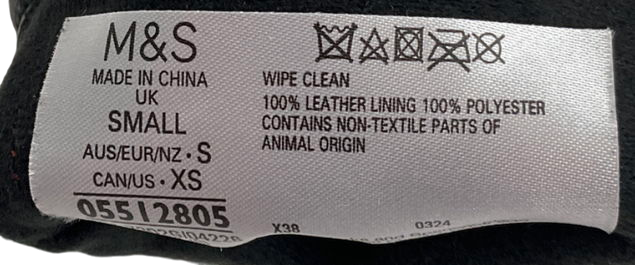 M&S
MADE IN CHINA
UK
SMALL
AUS/EUR/NZ • S
CAN/US • XS
05512805
WIPE CLEAN
100% LEATHER LINING 100% POLYESTER
CONTAINS NON-TEXTILE PARTS OF
ANIMAL ORIGIN
X38
0324